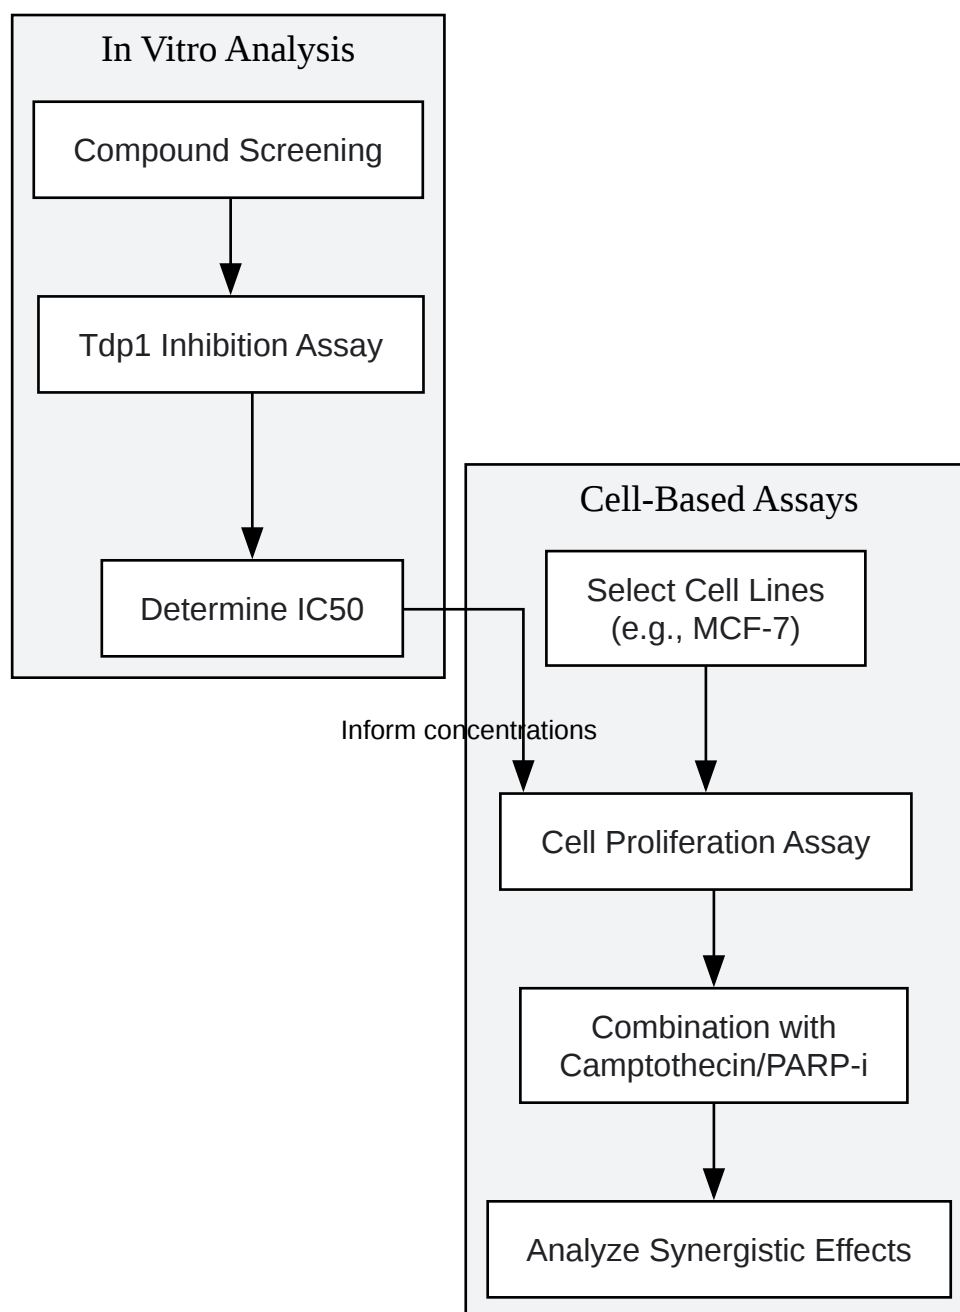 In Vitro Analysis
Compound Screening
Tdp1 Inhibition Assay
Determine IC50
Inform concentrations
Cell-Based Assays
Select Cell Lines
(e.g., MCF-7)
Cell Proliferation Assay
Combination with
Camptothecin/PARP-i
Analyze Synergistic Effects